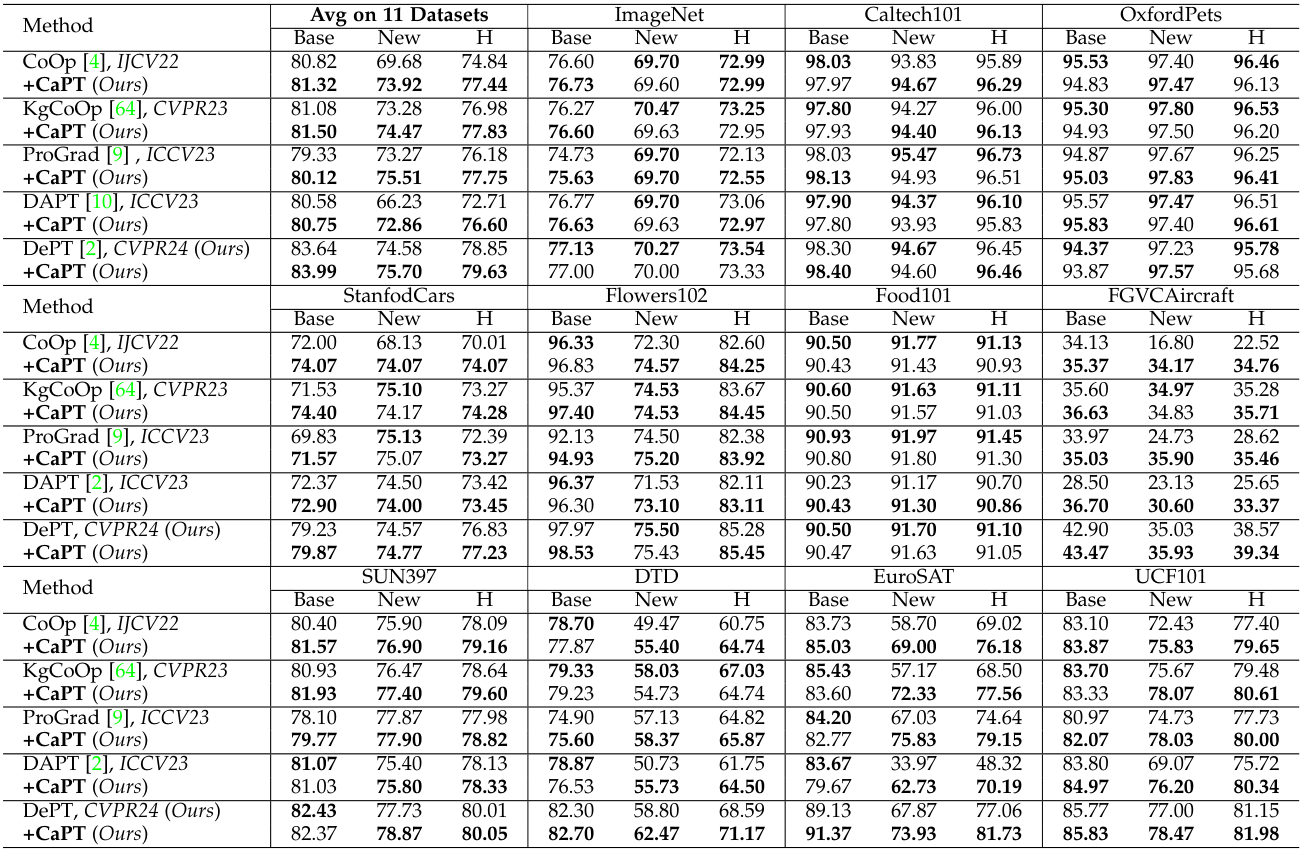 Method Avg on 11 Datasets ImageNet Caltech101 OxfordPets
Base New H Base New H Base New H Base New H
CoOp [4], IJCV22 80.82 69.68 74.84 76.60 69.70 72.99 98.03 93.83 95.89 95.53 97.40 96.46
+CaPT (Ours) 81.32 73.92 77.44 76.73 69.60 72.99 97.97 94.67 96.29 94.83 97.47 96.13
KgCoOp [64], CVPR23 81.08 73.28 76.98 76.27 70.47 73.25 97.80 94.27 96.00 95.30 97.80 96.53
+CaPT (Ours) 81.50 74.47 77.83 76.60 69.63 72.95 97.93 94.40 96.13 94.93 97.50 96.20
ProGrad [9] , ICCV23 79.33 73.27 76.18 74.73 69.70 72.13 98.03 95.47 96.73 94.87 97.67 96.25
+CaPT (Ours) 80.12 75.51 77.75 75.63 69.70 72.55 98.13 94.93 96.51 95.03 97.83 96.41
DAPT [10], ICCV23 80.58 66.23 72.71 76.77 69.70 73.06 97.90 94.37 96.10 95.57 97.47 96.51
+CaPT (Ours) 80.75 72.86 76.60 76.63 69.63 72.97 97.80 93.93 95.83 95.83 97.40 96.61
DePT [2], CVPR24 (Ours) 83.64 74.58 78.85 77.13 70.27 73.54 98.30 94.67 96.45 94.37 97.23 95.78
+CaPT (Ours) 83.99 75.70 79.63 77.00 70.00 73.33 98.40 94.60 96.46 93.87 97.57 95.68
Method StanfodCars Flowers102 Food101 FGVCAircraft
Base New H Base New H Base New H Base New H
CoOp [4], IJCV22 72.00 68.13 70.01 96.33 72.30 82.60 90.50 91.77 91.13 34.13 16.80 22.52
+CaPT (Ours) 74.07 74.07 74.07 96.83 74.57 84.25 90.43 91.43 90.93 35.37 34.17 34.76
KgCoOp [64], CVPR23 71.53 75.10 73.27 95.37 74.53 83.67 90.60 91.63 91.11 35.60 34.97 35.28
+CaPT (Ours) 74.40 74.17 74.28 97.40 74.53 84.45 90.50 91.57 91.03 36.63 34.83 35.71
ProGrad [9], ICCV23 69.83 75.13 72.39 92.13 74.50 82.38 90.93 91.97 91.45 33.97 24.73 28.62
+CaPT (Ours) 71.57 75.07 73.27 94.93 75.20 83.92 90.80 91.80 91.30 35.03 35.90 35.46
DAPT [2], ICCV23 72.37 74.50 73.42 96.37 71.53 82.11 90.23 91.17 90.70 28.50 23.13 25.65
+CaPT (Ours) 72.90 74.00 73.45 96.30 73.10 83.11 90.43 91.30 90.86 36.70 30.60 33.37
DePT, CVPR24 (Ours) 79.23 74.57 76.83 97.97 75.50 85.28 90.50 91.70 91.10 42.90 35.03 38.57
+CaPT (Ours) 79.87 74.77 77.23 98.53 75.43 85.45 90.47 91.63 91.05 43.47 35.93 39.34
Method SUN397 DTD EuroSAT UCF101
Base New H Base New H Base New H Base New H
CoOp [4], IJCV22 80.40 75.90 78.09 78.70 49.47 60.75 83.73 58.70 69.02 83.10 72.43 77.40
+CaPT (Ours) 81.57 76.90 79.16 77.87 55.40 64.74 85.03 69.00 76.18 83.87 75.83 79.65
KgCoOp [64], CVPR23 80.93 76.47 78.64 79.33 58.03 67.03 85.43 57.17 68.50 83.70 75.67 79.48
+CaPT (Ours) 81.93 77.40 79.60 79.23 54.73 64.74 83.60 72.33 77.56 83.33 78.07 80.61
ProGrad [9], ICCV23 78.10 77.87 77.98 74.90 57.13 64.82 84.20 67.03 74.64 80.97 74.73 77.73
+CaPT (Ours) 79.77 77.90 78.82 75.60 58.37 65.87 82.77 75.83 79.15 82.07 78.03 80.00
DAPT [2], ICCV23 81.07 75.40 78.13 78.87 50.73 61.75 83.67 33.97 48.32 83.80 69.07 75.72
+CaPT (Ours) 81.03 75.80 78.33 76.53 55.73 64.50 79.67 62.73 70.19 84.97 76.20 80.34
DePT, CVPR24 (Ours) 82.43 77.73 80.01 82.30 58.80 68.59 89.13 67.87 77.06 85.77 77.00 81.15
+CaPT (Ours) 82.37 78.87 80.05 82.70 62.47 71.17 91.37 73.93 81.73 85.83 78.47 81.98